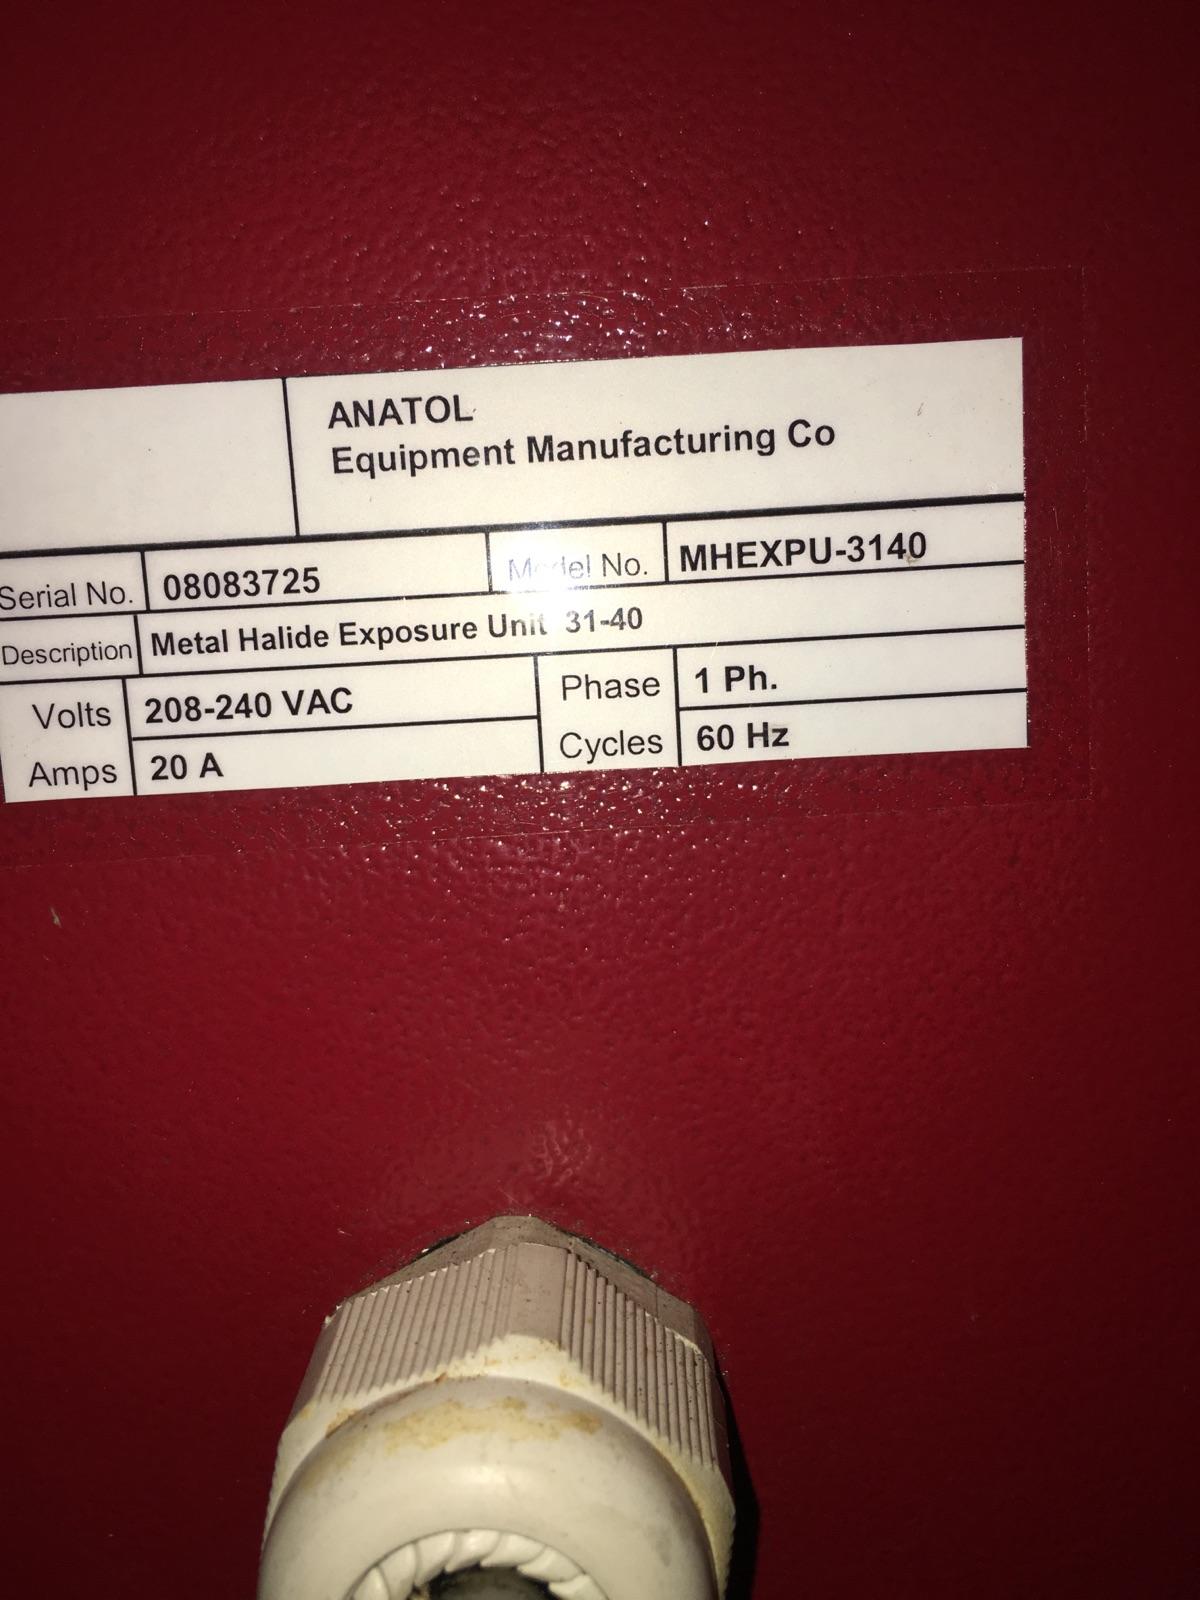 ANATOL
Equipment Manufacturing Co
Serial No. 08083725 Model No. MHEXPU-3140
Description Metal Halide Exposure Unit 31-40
Volts 208-240 VAC Phase 1 Ph.
Amps 20 A Cycles 60 Hz